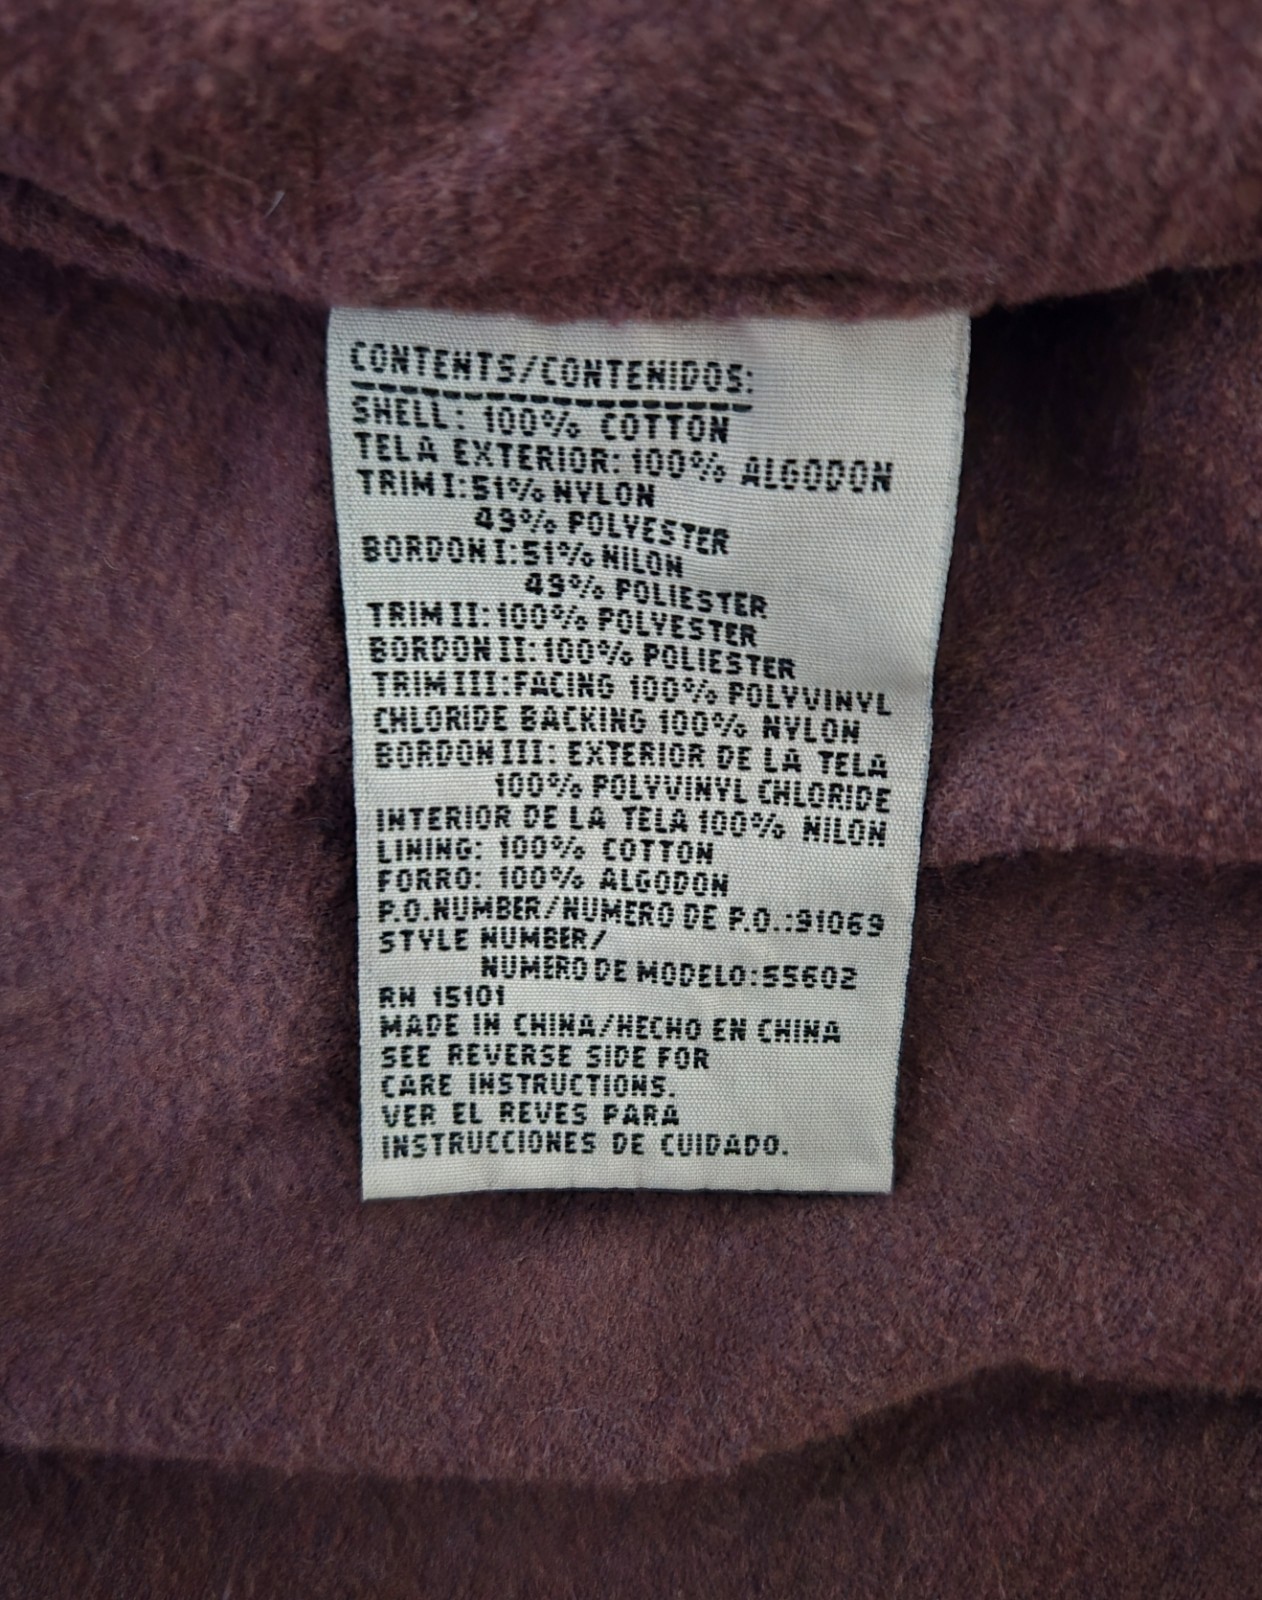 CONTENTS/CONTENIDOS:
SHELL: 100% COTTON
TELA EXTERIOR: 100% ALGODON
TRIM I: 51% NYLON
49% POLYESTER
BORDON I: 51% NILON
49% POLIESTER
TRIM II: 100% POLYESTER
BORDON II: 100% POLIESTER
TRIM III: FACING 100% POLYVINYL
CHLORIDE BACKING 100% NYLON
BORDON III: EXTERIOR DE LA TELA
100% POLYVINYL CHLORIDE
INTERIOR DE LA TELA 100% NILON
LINING: 100% COTTON
FORRO: 100% ALGODON
P.O.NUMBER/NUMERO DE P.O.:91069
STYLE NUMBER/
NUMERO DE MODELO:55602
RN 15101
MADE IN CHINA/HECHO EN CHINA
SEE REVERSE SIDE FOR
CARE INSTRUCTIONS.
VER EL REVES PARA
INSTRUCCIONES DE CUIDADO.